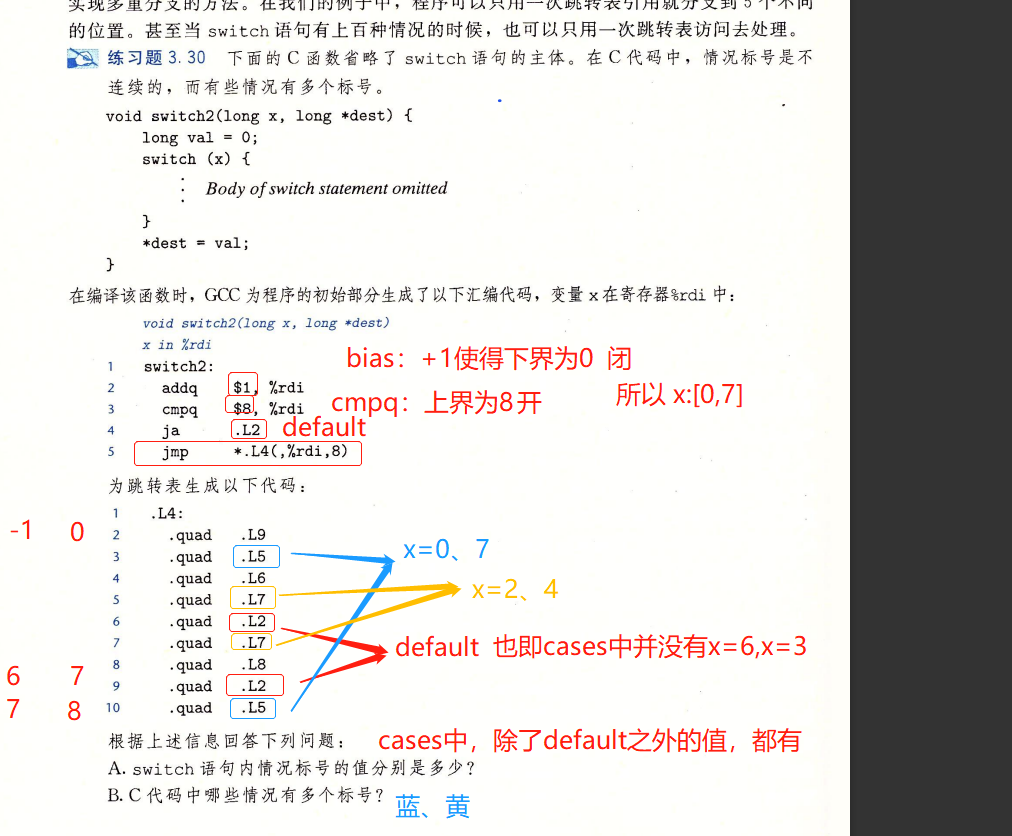 实现多重分支的方法。在我们的例子中，程序可以只用一次跳转表引用就分支到 5 个不同
的位置。甚至当 switch 语句有上百种情况的时候，也可以只用一次跳转表访问去处理。
练习题 3.30 下面的 C 函数省略了 switch 语句的主体。在 C 代码中，情况标号是不
连续的，而有些情况有多个标号。
void switch2(long x, long *dest) {
long val = 0;
switch (x) {
Body of switch statement omitted
}
*dest = val;
}
在编译该函数时，GCC 为程序的初始部分生成了以下汇编代码，变量 x 在寄存器%rdi 中：
void switch2(long x, long *dest)
x in %rdi
1 switch2:
bias：+1使得下界为0 闭
2 addq $1, %rdi
所以 x:[0,7]
3 cmpq $8, %rdi
cmpq：上界为8开
4 ja .L2 default
5 jmp *.L4(,%rdi,8)
为跳转表生成以下代码：
1 .L4:
-1 0 2 .quad .L9
3 .quad .L5 x=0、7
4 .quad .L6
5 .quad .L7 x=2、4
6 .quad .L2
7 .quad .L7 default 也即cases中并没有x=6,x=3
8 .quad .L8
6 7 9 .quad .L2
7 8 10 .quad .L5
根据上述信息回答下列问题： cases中，除了default之外的值，都有
A. switch 语句内情况标号的值分别是多少？
B. C 代码中哪些情况有多个标号？ 蓝、黄